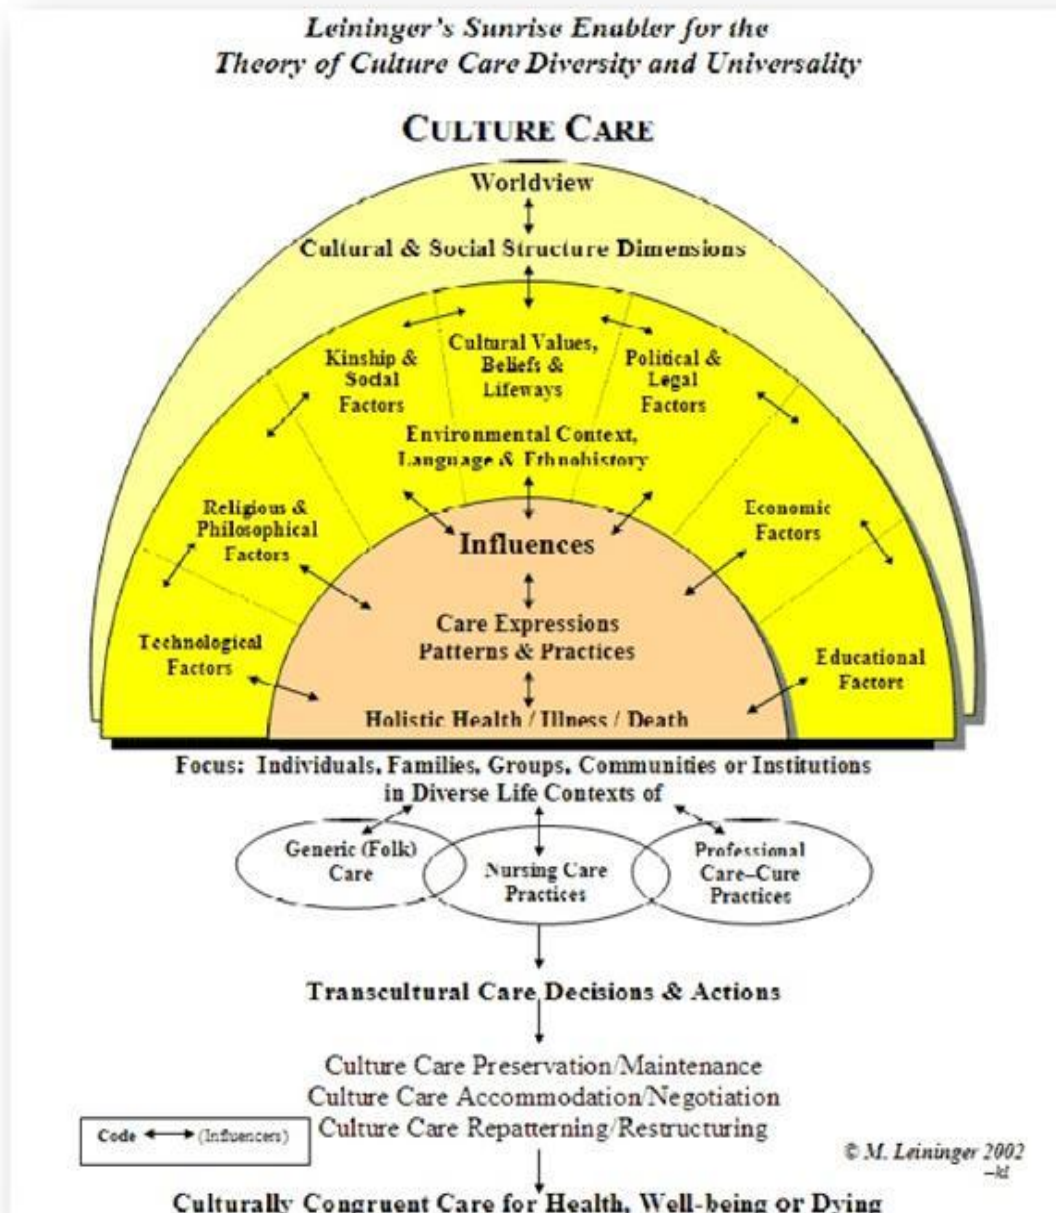 Leininger's Sunrise Enabler for the
Theory of Culture Care Diversity and Universality
CULTURE CARE
Worldview
Cultural & Social Structure Dimensions
Kinship &
Social
Factors
Cultural Values,
Beliefs &
Lifeways
Political &
Legal
Factors
Environmental Context,
Language & Ethnohistory
Religious &
Philosophical
Factors
Economic
Factors
Technological
Factors
Educational
Factors
Influences
Care Expressions
Patterns & Practices
Holistic Health / Illness / Death
Focus: Individuals, Families, Groups, Communities or Institutions
in Diverse Life Contexts of
Generic (Folk)
Care
Nursing Care
Practices
Professional
Care–Cure
Practices
Transcultural Care Decisions & Actions
Culture Care Preservation/Maintenance
Culture Care Accommodation/Negotiation
Culture Care Repatterning/Restructuring
Code (Influencers)
© M. Leininger 2002
–kl
Culturally Congruent Care for Health, Well-being or Dying